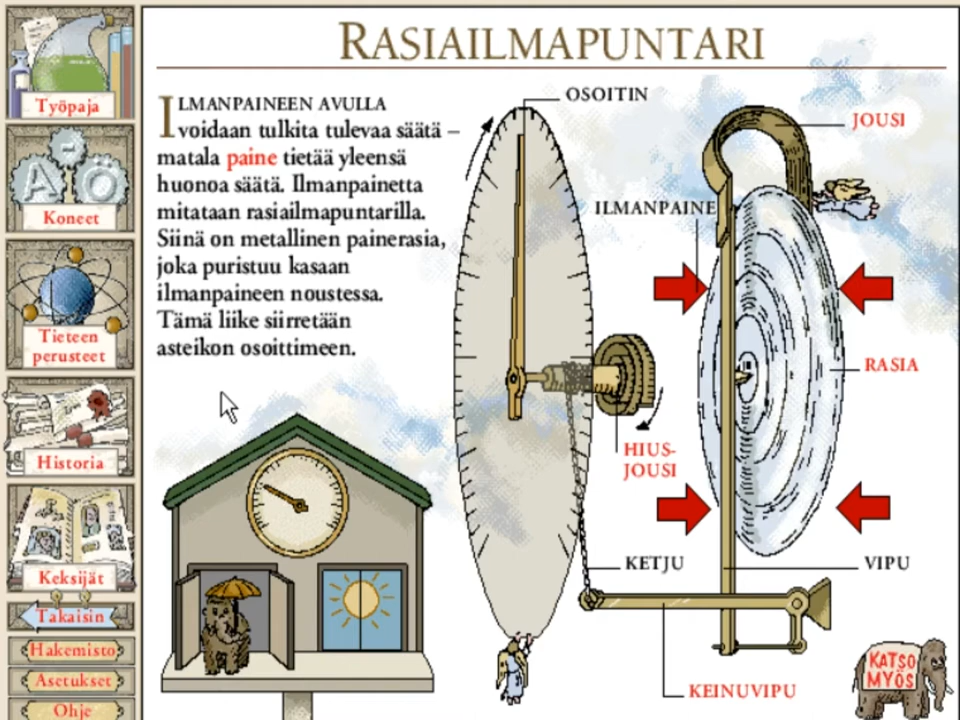 Työpaja
Koneet
Tieteen
perusteet
Historia
Keksijät
Takaisin
Hakemisto
Asetukset
Ohje
RASIAILMAPUNTARI
ILMANPAINEEN AVULLA
voidaan tulkita tulevaa säätä –
matala paine tietää yleensä
huonoa säätä. Ilmanpainetta
mitataan rasiailmapuntarilla.
Siinä on metallinen painerasia,
joka puristuu kasaan
ilmanpaineen noustessa.
Tämä liike siirretään
asteikon osoittimeen.
OSOITIN
JOUSI
ILMANPAINE
RASIA
HIUS-
JOUSI
KETJU
VIPU
KEINUVIPU
KATSO
MYÖS
A Ö